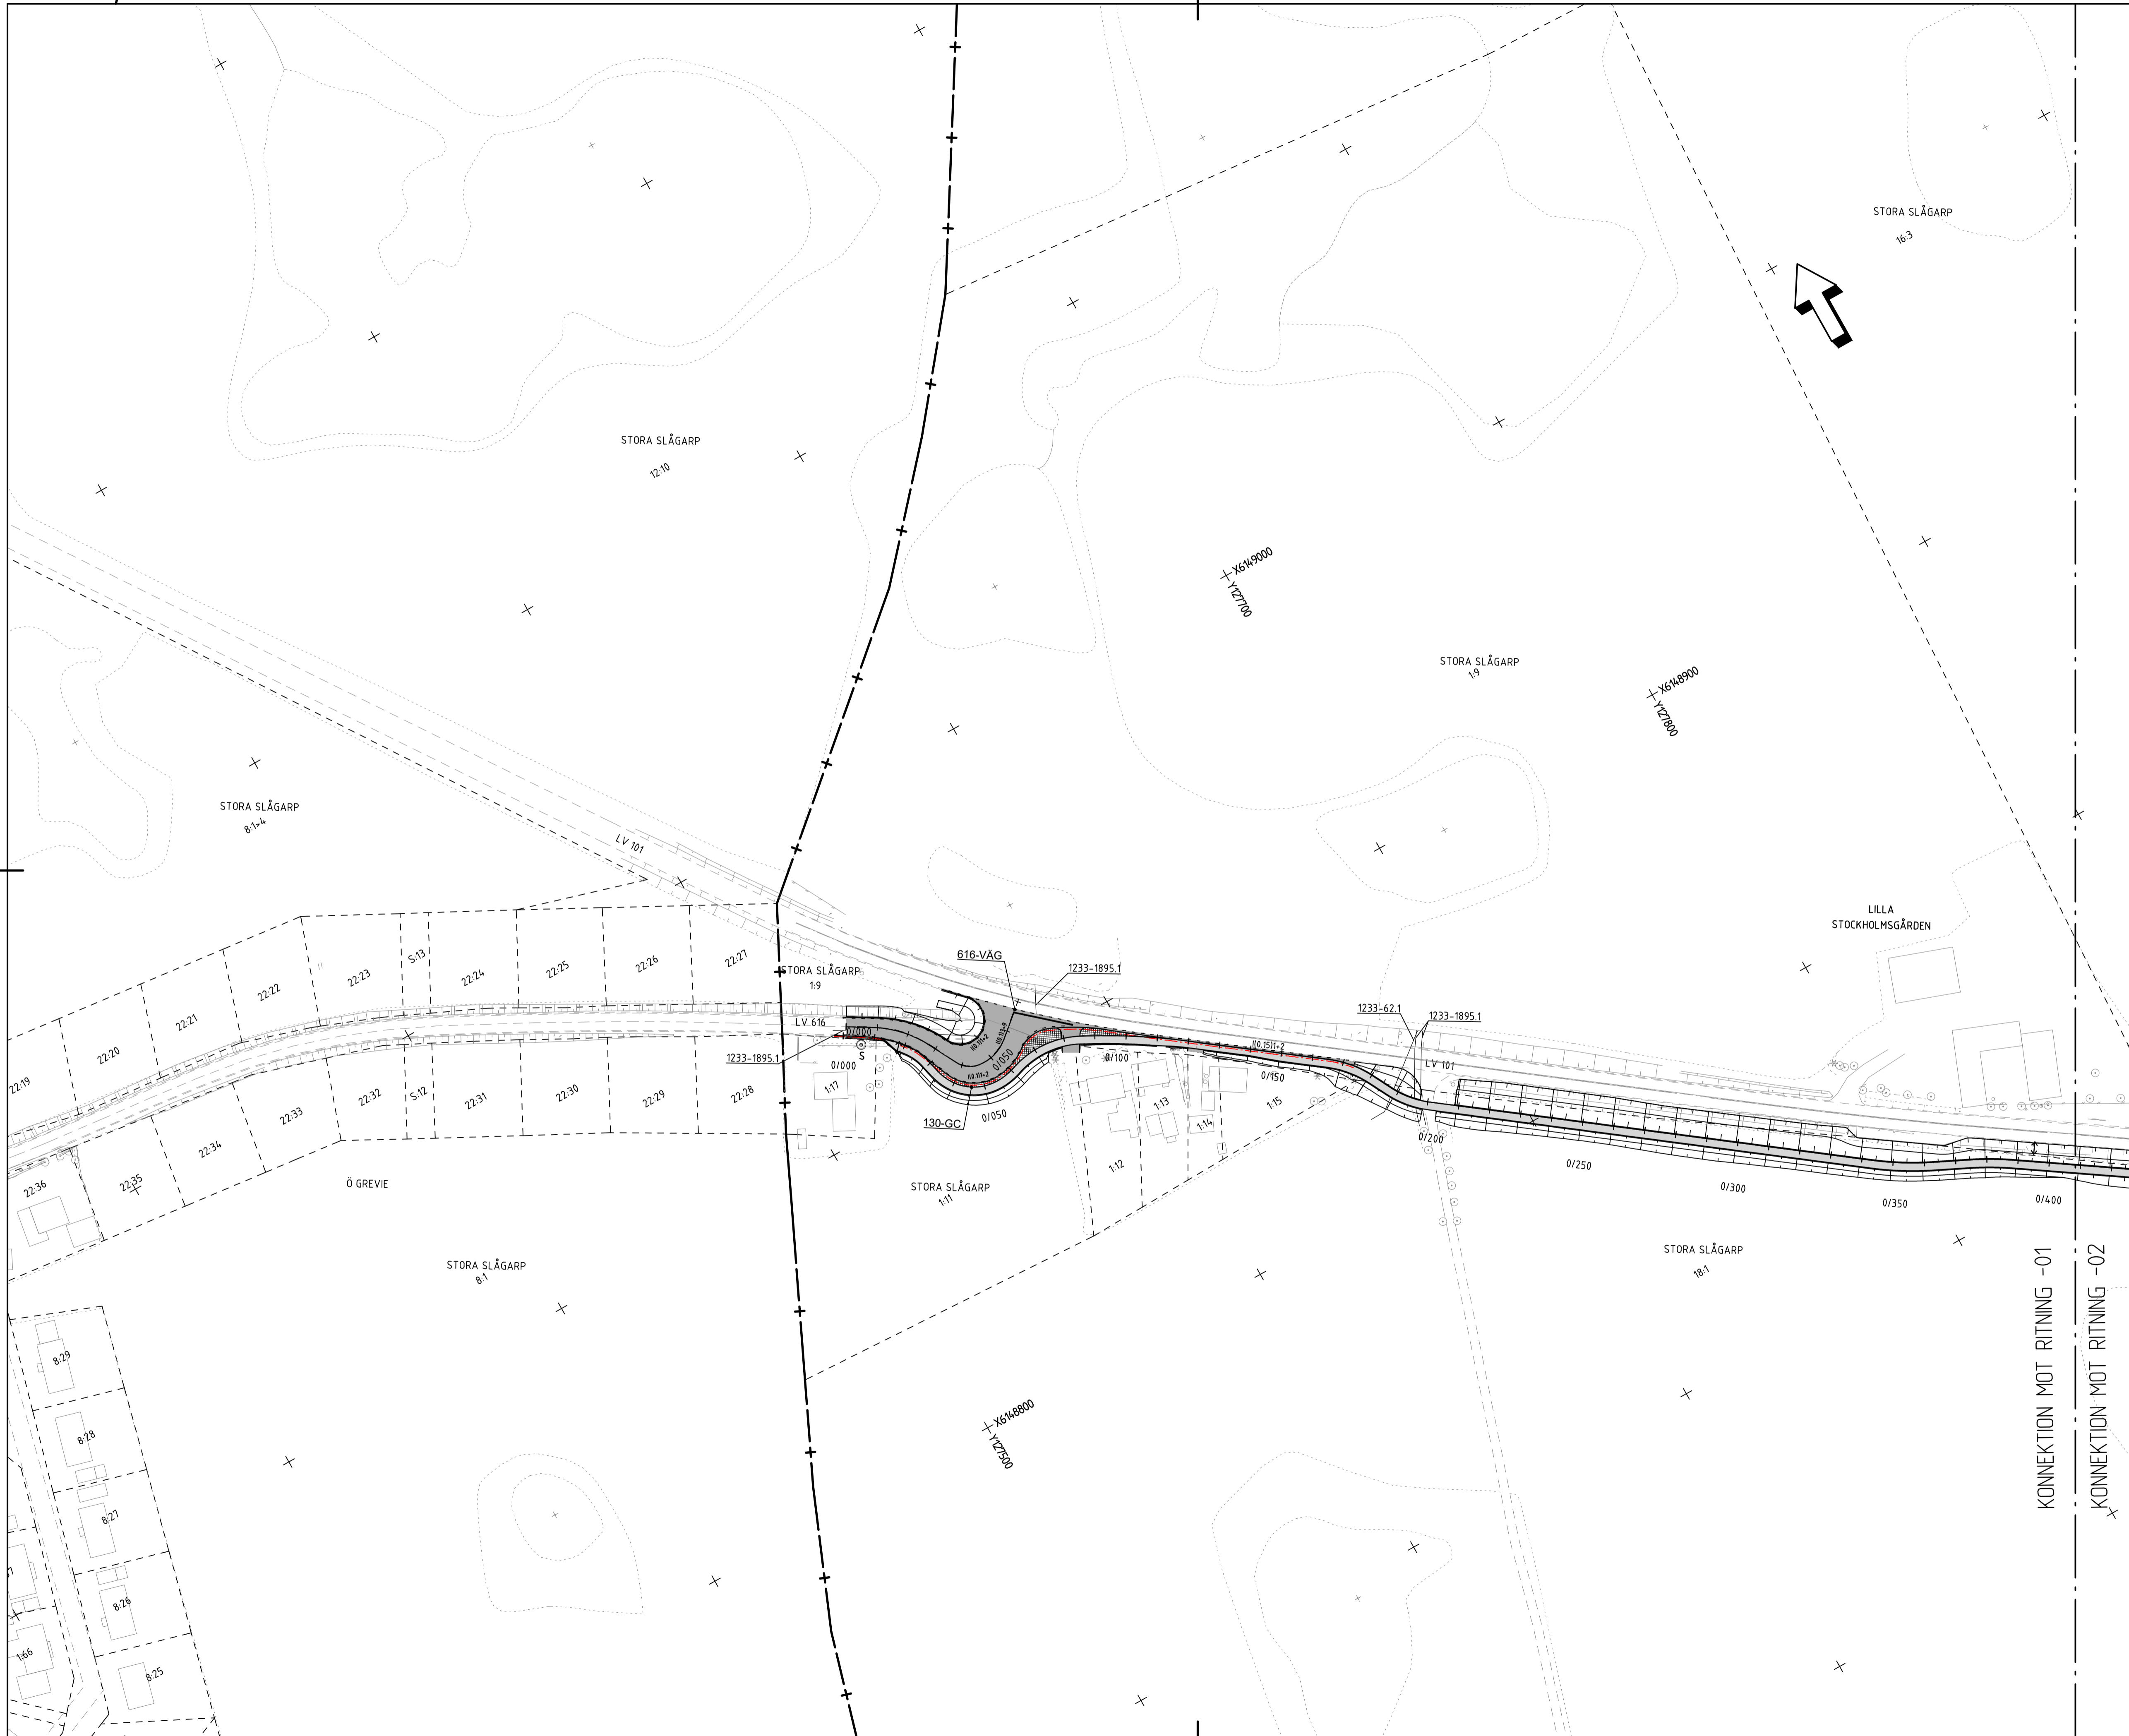 STORA SLÅGARP
16:3
STORA SLÅGARP
12:10
X6149000
Y127700
STORA SLÅGARP
1:9
X6148900
Y127800
STORA SLÅGARP
8:1>4
LV 101
LILLA
STOCKHOLMSGÅRDEN
22:19
22:20
22:21
22:22
22:23
S:13
22:24
22:25
22:26
22:27
STORA SLÅGARP
1:9
616-VÄG
1233-1895.1
1233-62.1
1233-1895.1
LV 616
0/000
S
1233-1895.1
0/000
0/050
0/050
130-GC
0/100
0/150
LV 101
0/200
0/250
0/300
0/350
0/400
22:36
22:35
22:34
22:33
22:32
S:12
22:31
22:30
22:29
22:28
1:17
1:12
1:13
1:14
1:15
Ö GREVIE
STORA SLÅGARP
1:11
STORA SLÅGARP
8:1
STORA SLÅGARP
18:1
X6148800
Y127500
KONNEKTION MOT RITNING -01
KONNEKTION MOT RITNING -02
8:29
8:28
8:27
8:26
8:25
1:66